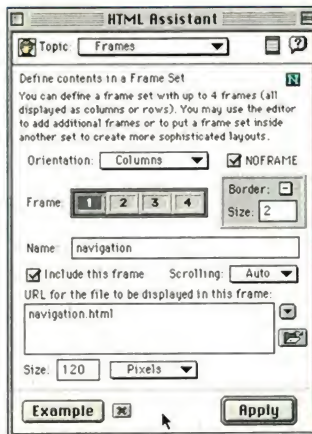 HTML Assistant
Topic: Frames
Define contents in a Frame Set
N
You can define a frame set with up to 4 frames (all
displayed as columns or rows). You may use the editor
to add additional frames or to put a frame set inside
another set to create more sophisticated layouts.
Orientation: Columns NOFRAME
Frame 1 2 3 4
Border:
Size: 2
Name: navigation
Include this frame Scrolling: Auto
URL for the file to be displayed in this frame:
navigation.html
Size: 120 Pixels
Example Apply